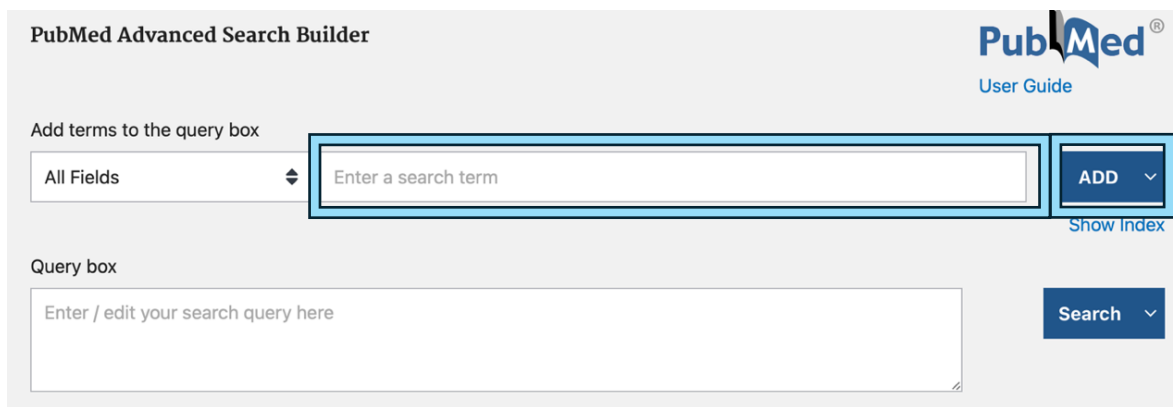 PubMed Advanced Search Builder
PubMed®
User Guide
Add terms to the query box
All Fields
Enter a search term
ADD
Show Index
Query box
Enter / edit your search query here
Search